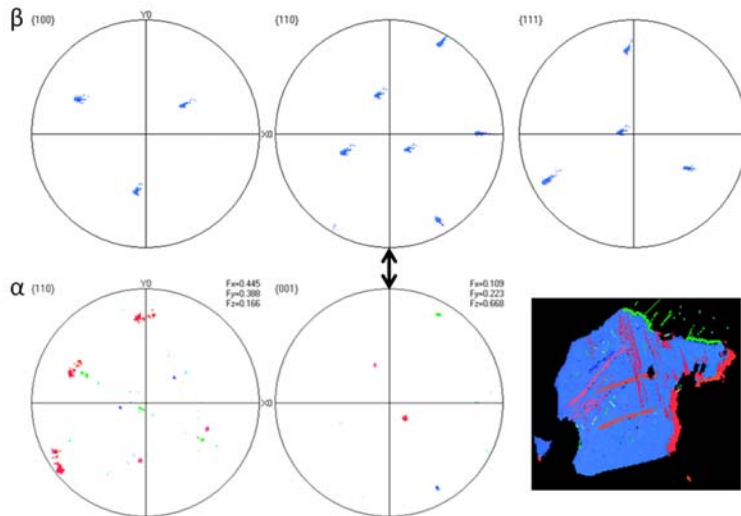 β
{100}
Y0
X0
{110}
{111}
α
{110}
Y0
Fx=0.445
Fy=0.388
Fz=0.166
X0
{001}
Fx=0.109
Fy=0.223
Fz=0.668